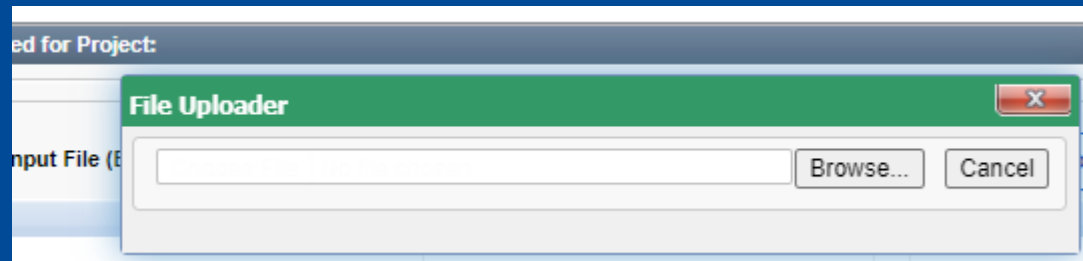 ed for Project:
File Uploader
x
nput File (E
Browse... Cancel